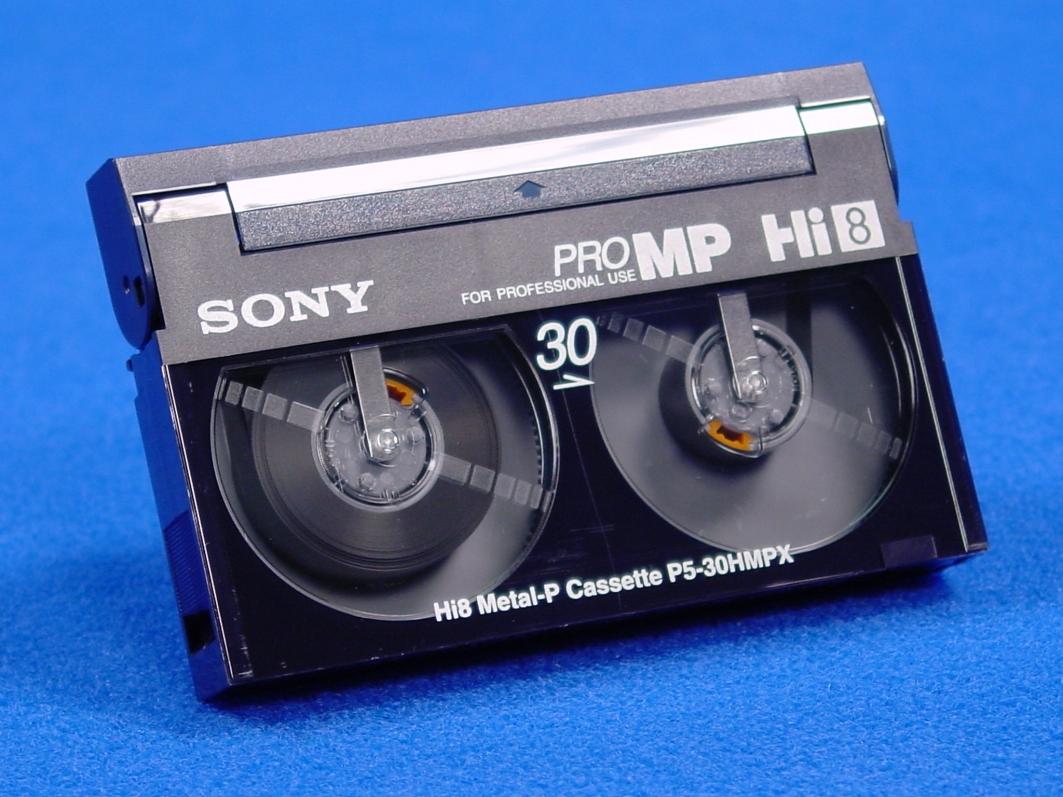 SONY
PRO MP Hi8
FOR PROFESSIONAL USE
30
Hi8 Metal-P Cassette P5-30HMPX